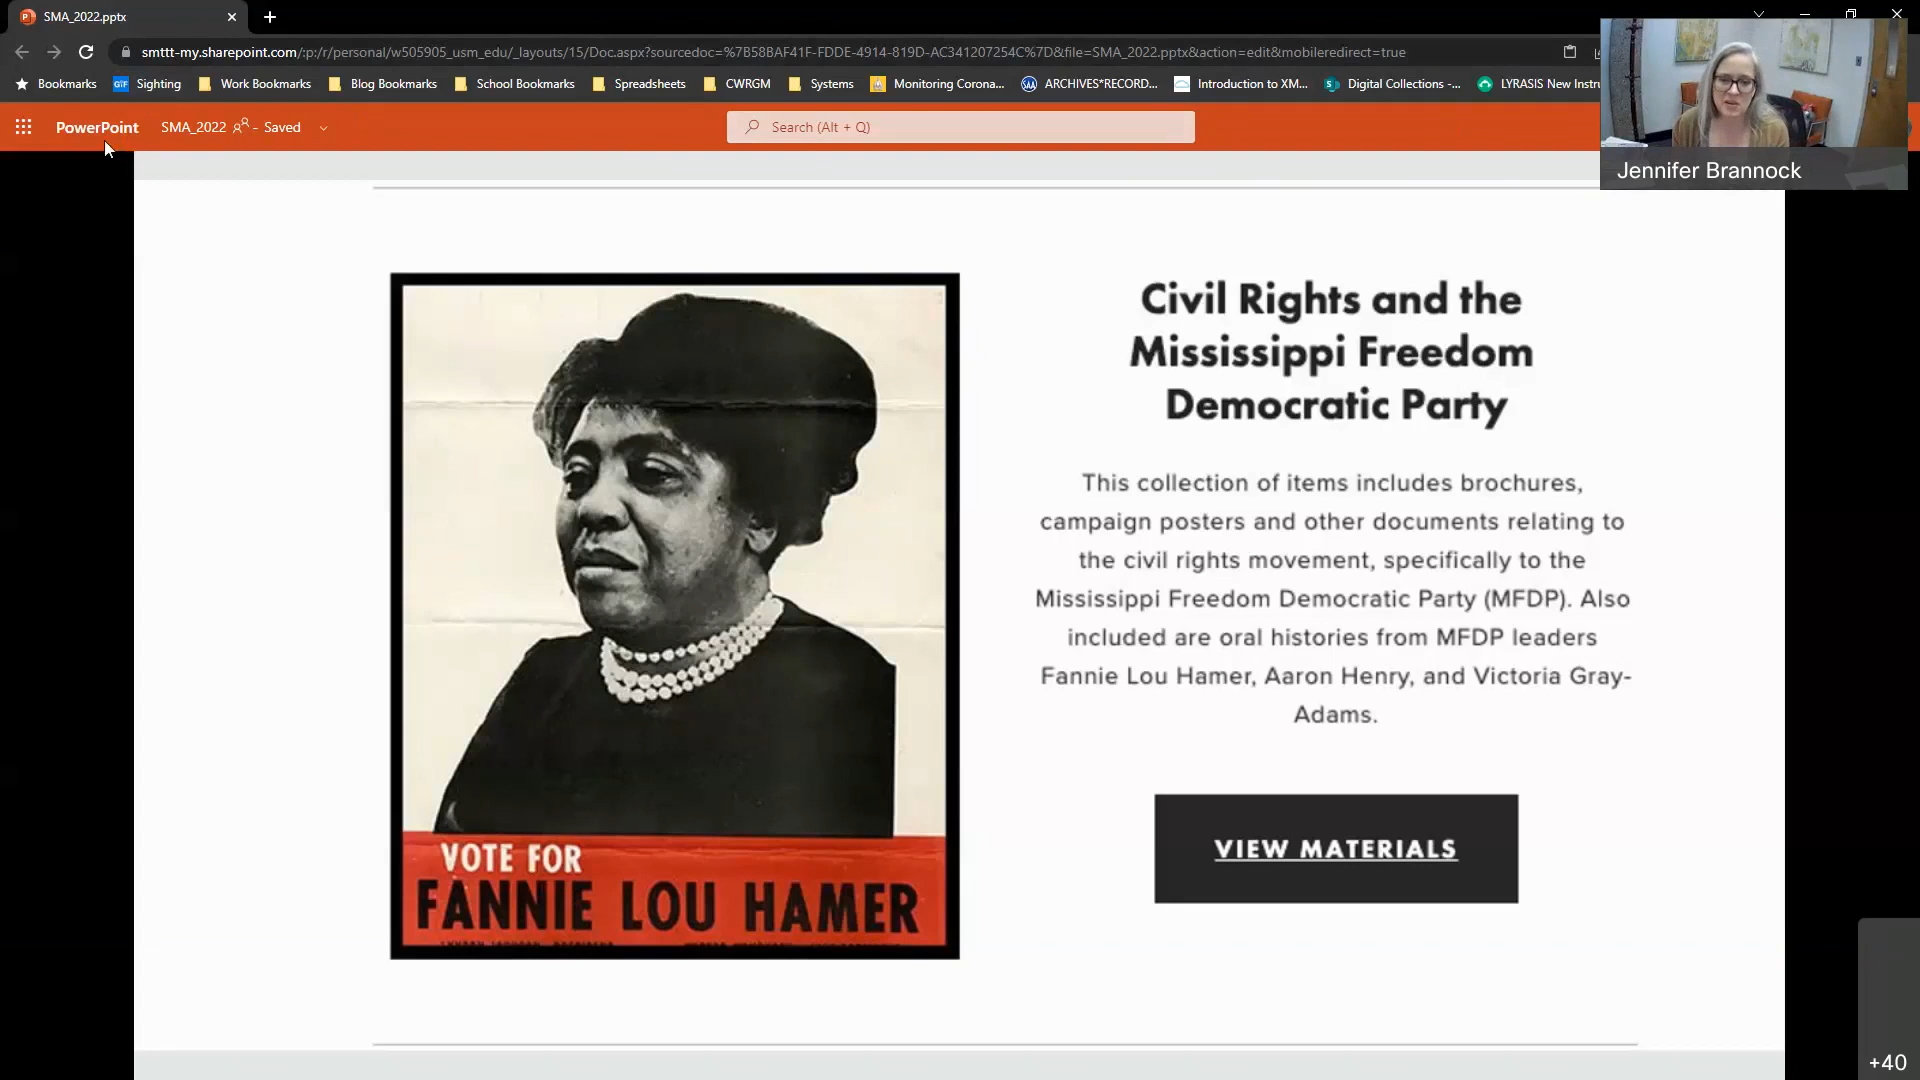 SMA_2022.pptx
smttt-my.sharepoint.com/:p:/r/personal/w505905_usm_edu/_layouts/15/Doc.aspx?sourcedoc=%7B58BAF41F-FDDE-4914-819D-AC341207254C%7D&file=SMA_2022.pptx&action=edit&mobileredirect=true
Bookmarks GIF Sighting Work Bookmarks Blog Bookmarks School Bookmarks Spreadsheets CWRGM Systems Monitoring Corona... SAA ARCHIVES*RECORD... Introduction to XM... Digital Collections -... LYRASIS New Instru
PowerPoint SMA_2022 - Saved Search (Alt + Q)
Jennifer Brannock
Civil Rights and the
Mississippi Freedom
Democratic Party
This collection of items includes brochures,
campaign posters and other documents relating to
the civil rights movement, specifically to the
Mississippi Freedom Democratic Party (MFDP). Also
included are oral histories from MFDP leaders
Fannie Lou Hamer, Aaron Henry, and Victoria Gray-
Adams.
VIEW MATERIALS
VOTE FOR
FANNIE LOU HAMER
+40